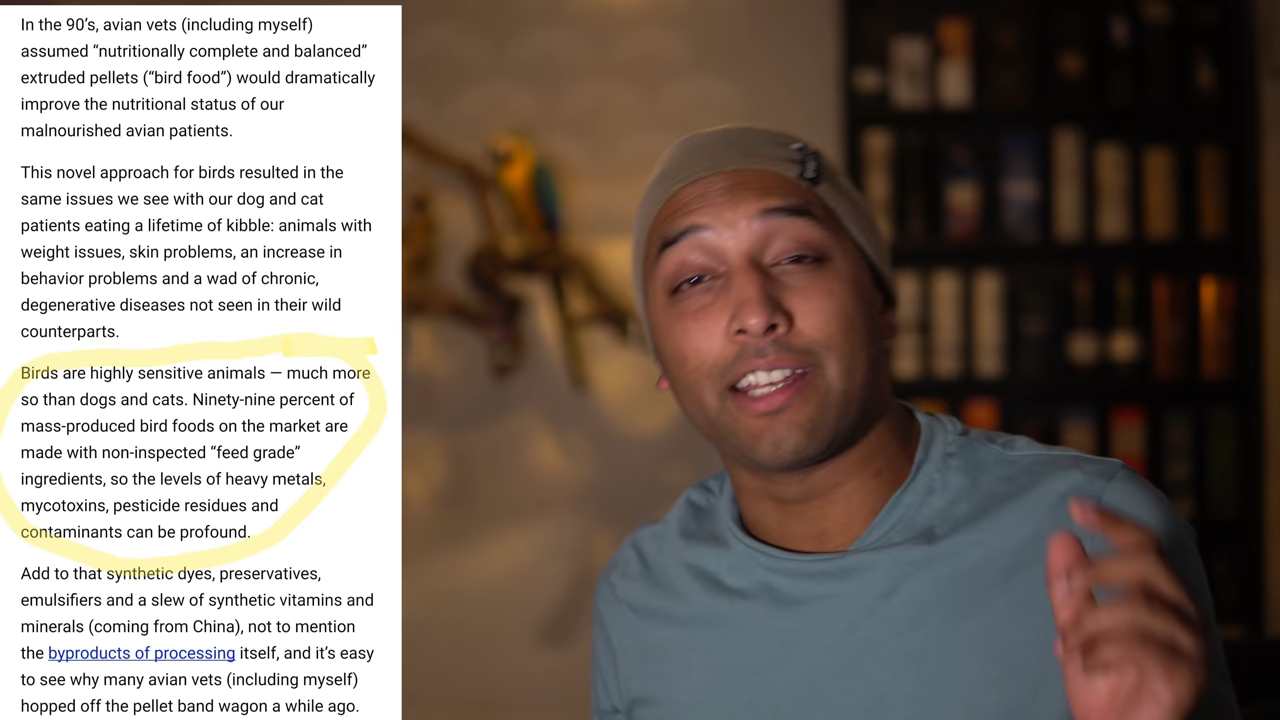 In the 90’s, avian vets (including myself)
assumed “nutritionally complete and balanced”
extruded pellets (“bird food”) would dramatically
improve the nutritional status of our
malnourished avian patients.
This novel approach for birds resulted in the
same issues we see with our dog and cat
patients eating a lifetime of kibble: animals with
weight issues, skin problems, an increase in
behavior problems and a wad of chronic,
degenerative diseases not seen in their wild
counterparts.
Birds are highly sensitive animals — much more
so than dogs and cats. Ninety-nine percent of
mass-produced bird foods on the market are
made with non-inspected “feed grade”
ingredients, so the levels of heavy metals,
mycotoxins, pesticide residues and
contaminants can be profound.
Add to that synthetic dyes, preservatives,
emulsifiers and a slew of synthetic vitamins and
minerals (coming from China), not to mention
the byproducts of processing itself, and it’s easy
to see why many avian vets (including myself)
hopped off the pellet band wagon a while ago.